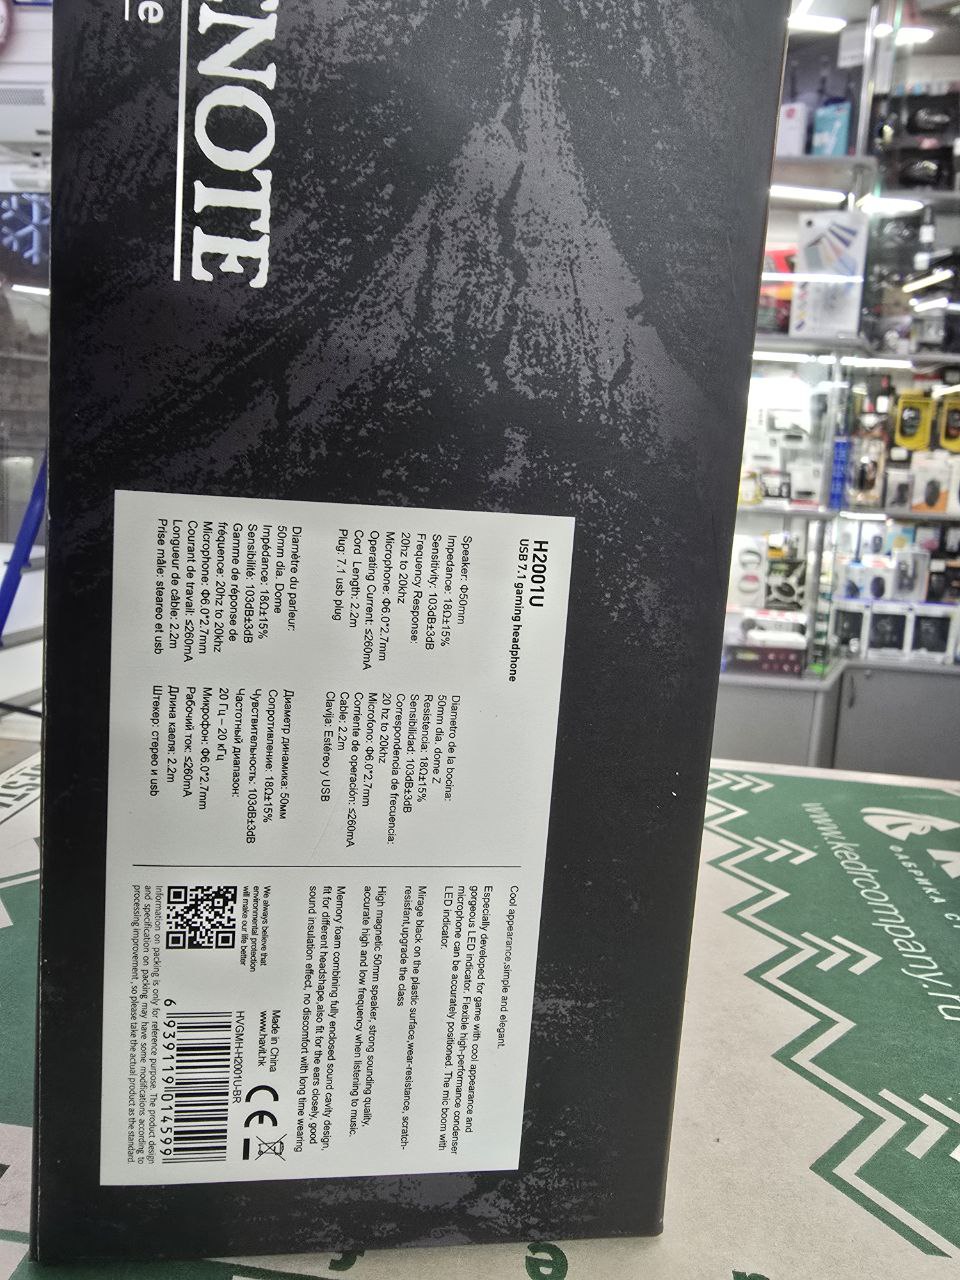 ENOTE
e
H2001U
USB 7.1 gaming headphone
Speaker: Φ50mm
Impedance: 18Ω±15%
Sensitivity: 103dB±3dB
Frequency Response:
20hz to 20khz
Microphone: Φ6.0*2.7mm
Operating Current: ≤260mA
Cord Length: 2.2m
Plug: 7.1 usb plug
Diametro de la bocina:
50mm dia, dome Z
Resistencia: 18Ω±15%
Sensibilidad: 103dB±3dB
Correspondencia de frecuencia:
20 hz to 20khz
Microfono: Φ6.0*2.7mm
Corriente de operación: ≤260mA
Cable: 2.2m
Clavija: Estéreo y USB
Diamétre du parleur:
50mm dia. Dome
Impédance: 18Ω±15%
Sensibilité: 103dB±3dB
Gamme de réponse de
fréquence: 20hz to 20khz
Microphone: Φ6.0*2.7mm
Courant de travail: ≤260mA
Longueur de câble: 2.2m
Prise mâle: steareo et usb
Диаметр динамика: 50мм
Сопротивление: 18Ω±15%
Чувствительность: 103dB±3dB
Частотный диапазон:
20 Гц – 20 кГц
Микрофон: Φ6.0*2.7mm
Рабочий ток: ≤260mA
Длина каеля: 2.2m
Штекер: стерео и usb
Cool appearance,simple and elegant.
Especially developed for game with cool appearance and
gorgeous LED indicator. Flexible high-performance condenser
microphone can be accurately positioned. The mic boom with
LED indicator.
Mirage black on the plastic surface,wear-resistance, scratch-
resistant,upgrade the class
High magnetic 50mm speaker, strong sounding quality,
accurate high and low frequency when listening to music.
Memory foam combining fully enclosed sound cavity design,
fit for different headshape,also fit for the ears closely, good
sound insulation effect, no discomfort with long time wearing
We always believe that
environmental protection
will make our life better
Made in China
www.havit.hk
CE
HVGMH-H2001U-BR
6 939119 014599
Information on packing is only for reference purpose. The product design
and specification on packing may have some modifications according to
processing improvement ,so please take the actual product as the standard.
www.kedrcompany.ru
ФАБРИКА